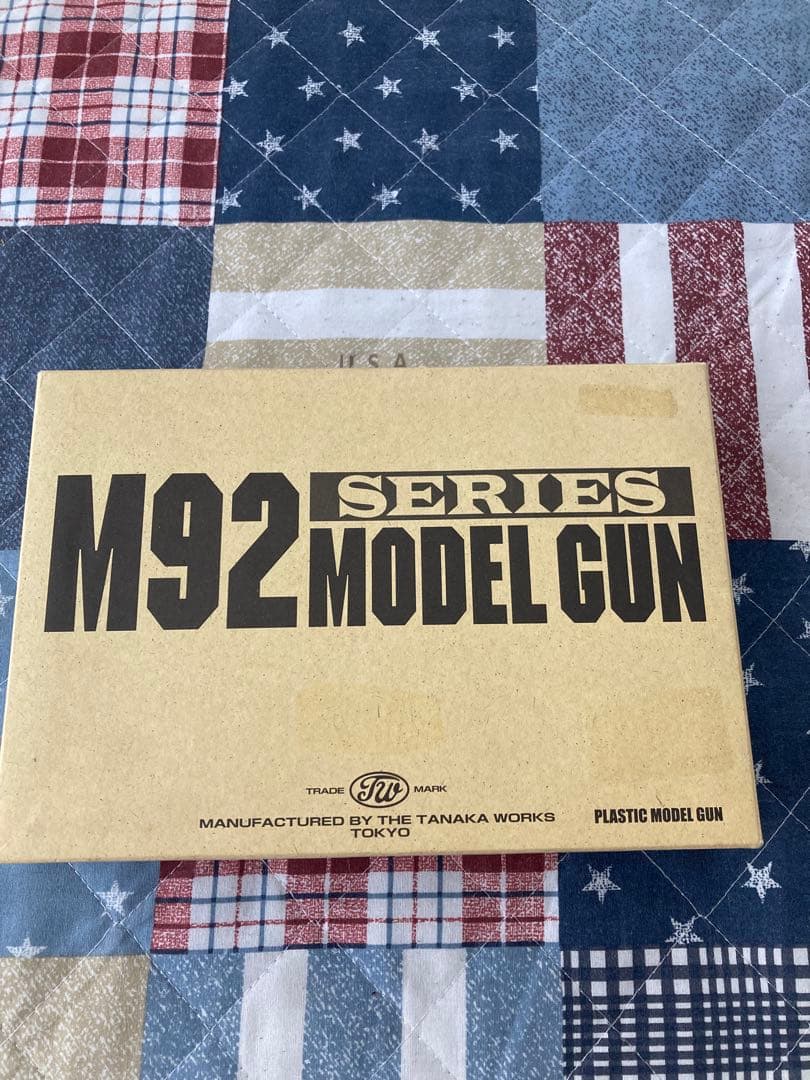 U.S.A.
M92 SERIES
MODEL GUN
TRADE TW MARK
MANUFACTURED BY THE TANAKA WORKS
TOKYO
PLASTIC MODEL GUN